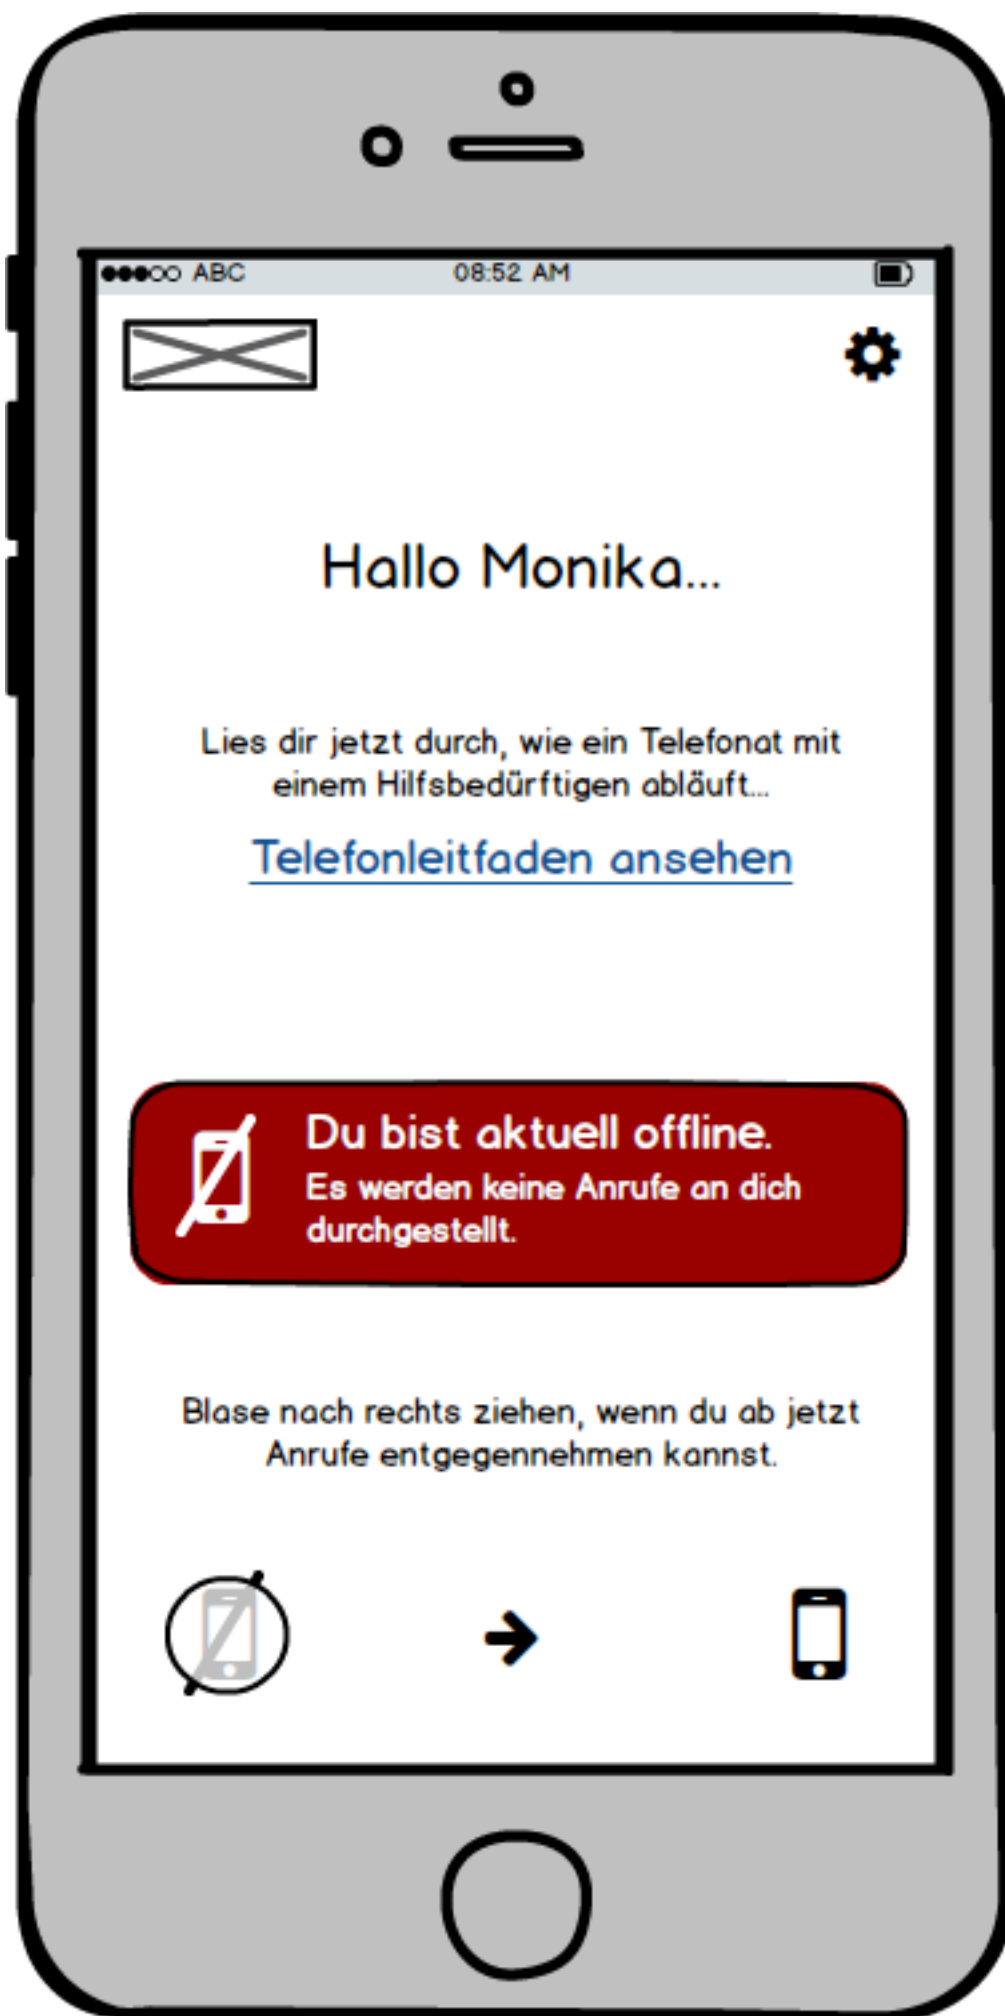 ABC 08:52 AM
Hallo Monika...
Lies dir jetzt durch, wie ein Telefonat mit
einem Hilfsbedürftigen abläuft...
Telefonleitfaden ansehen
Du bist aktuell offline.
Es werden keine Anrufe an dich
durchgestellt.
Blase nach rechts ziehen, wenn du ab jetzt
Anrufe entgegennehmen kannst.